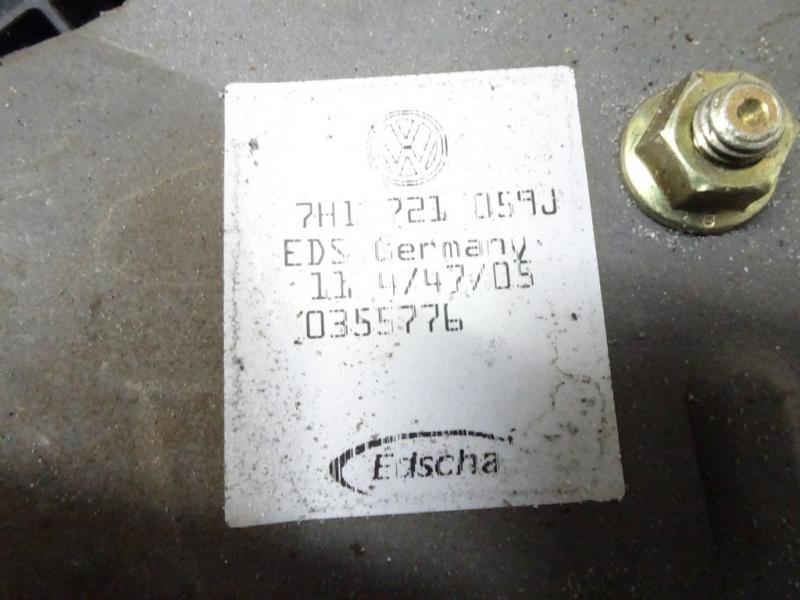 7H1 721 059J
EDS Germany
11 4/47/05
0355776
Edscha